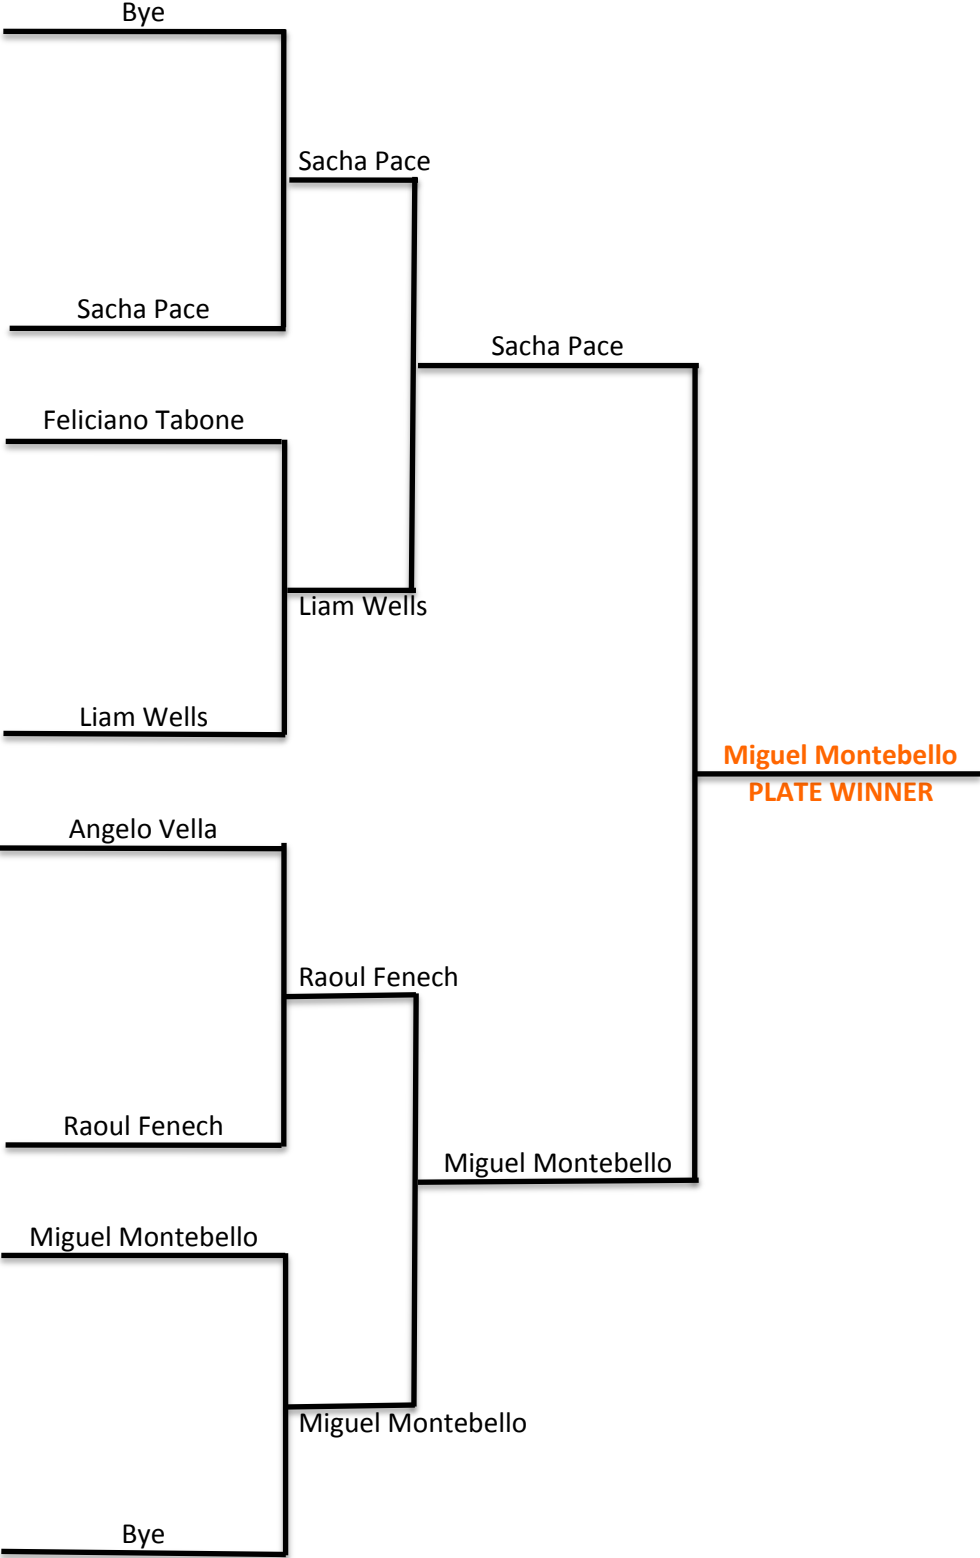 Bye
Sacha Pace
Sacha Pace
Sacha Pace
Feliciano Tabone
Liam Wells
Liam Wells
Miguel Montebello
PLATE WINNER
Angelo Vella
Raoul Fenech
Raoul Fenech
Miguel Montebello
Miguel Montebello
Miguel Montebello
Bye